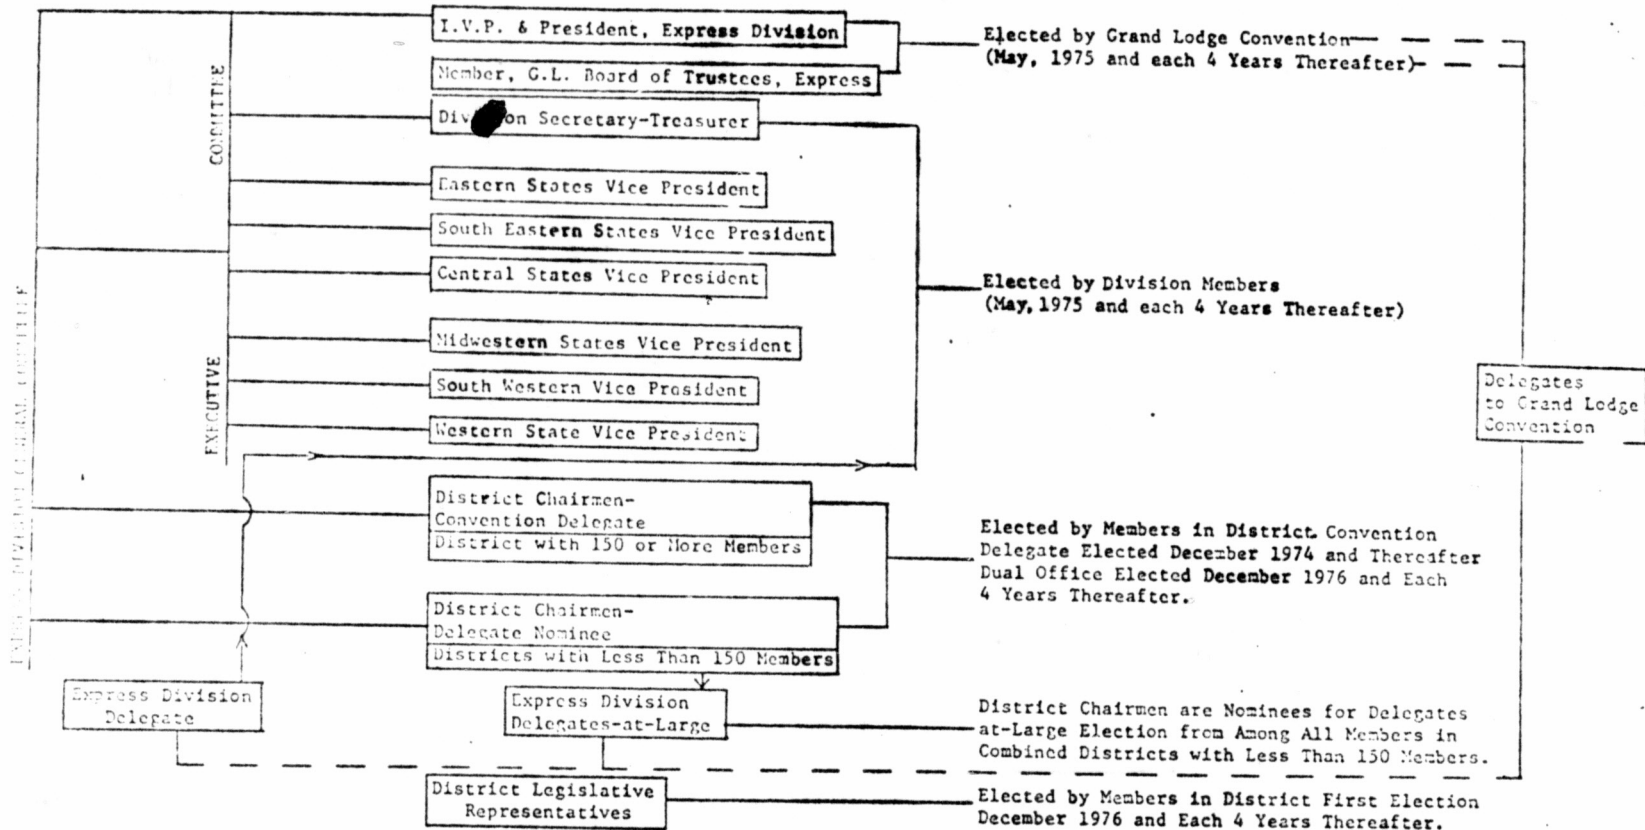 I.V.P. & President, Express Division
Member, G.L. Board of Trustees, Express
Elected by Grand Lodge Convention
(May, 1975 and each 4 Years Thereafter)
COMMITTEE
Secretary-Treasurer
Eastern States Vice President
South Eastern States Vice President
Central States Vice President
Elected by Division Members
(May, 1975 and each 4 Years Thereafter)
EXECUTIVE
Midwestern States Vice President
South Western Vice President
Western State Vice President
Delegates
to Grand Lodge
Convention
District Chairmen-
Convention Delegate
District with 150 or More Members
Elected by Members in District Convention
Delegate Elected December 1974 and Thereafter
Dual Office Elected December 1976 and Each
4 Years Thereafter.
District Chairmen-
Delegate Nominee
Districts with Less Than 150 Members
Express Division
Delegate
Express Division
Delegates-at-Large
District Chairmen are Nominees for Delegates
at-Large Election from Among All Members in
Combined Districts with Less Than 150 Members.
District Legislative
Representatives
Elected by Members in District First Election
December 1976 and Each 4 Years Thereafter.